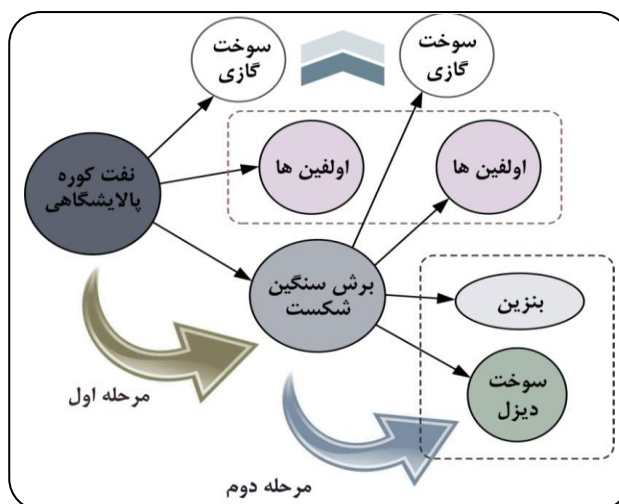 سوخت
گازی
سوخت
گازی
نفت کوره
پالایشگاهی
اولفین ها
اولفین ها
برش سنگین
شکست
بنزین
سوخت
دیزل
مرحله اول
مرحله دوم